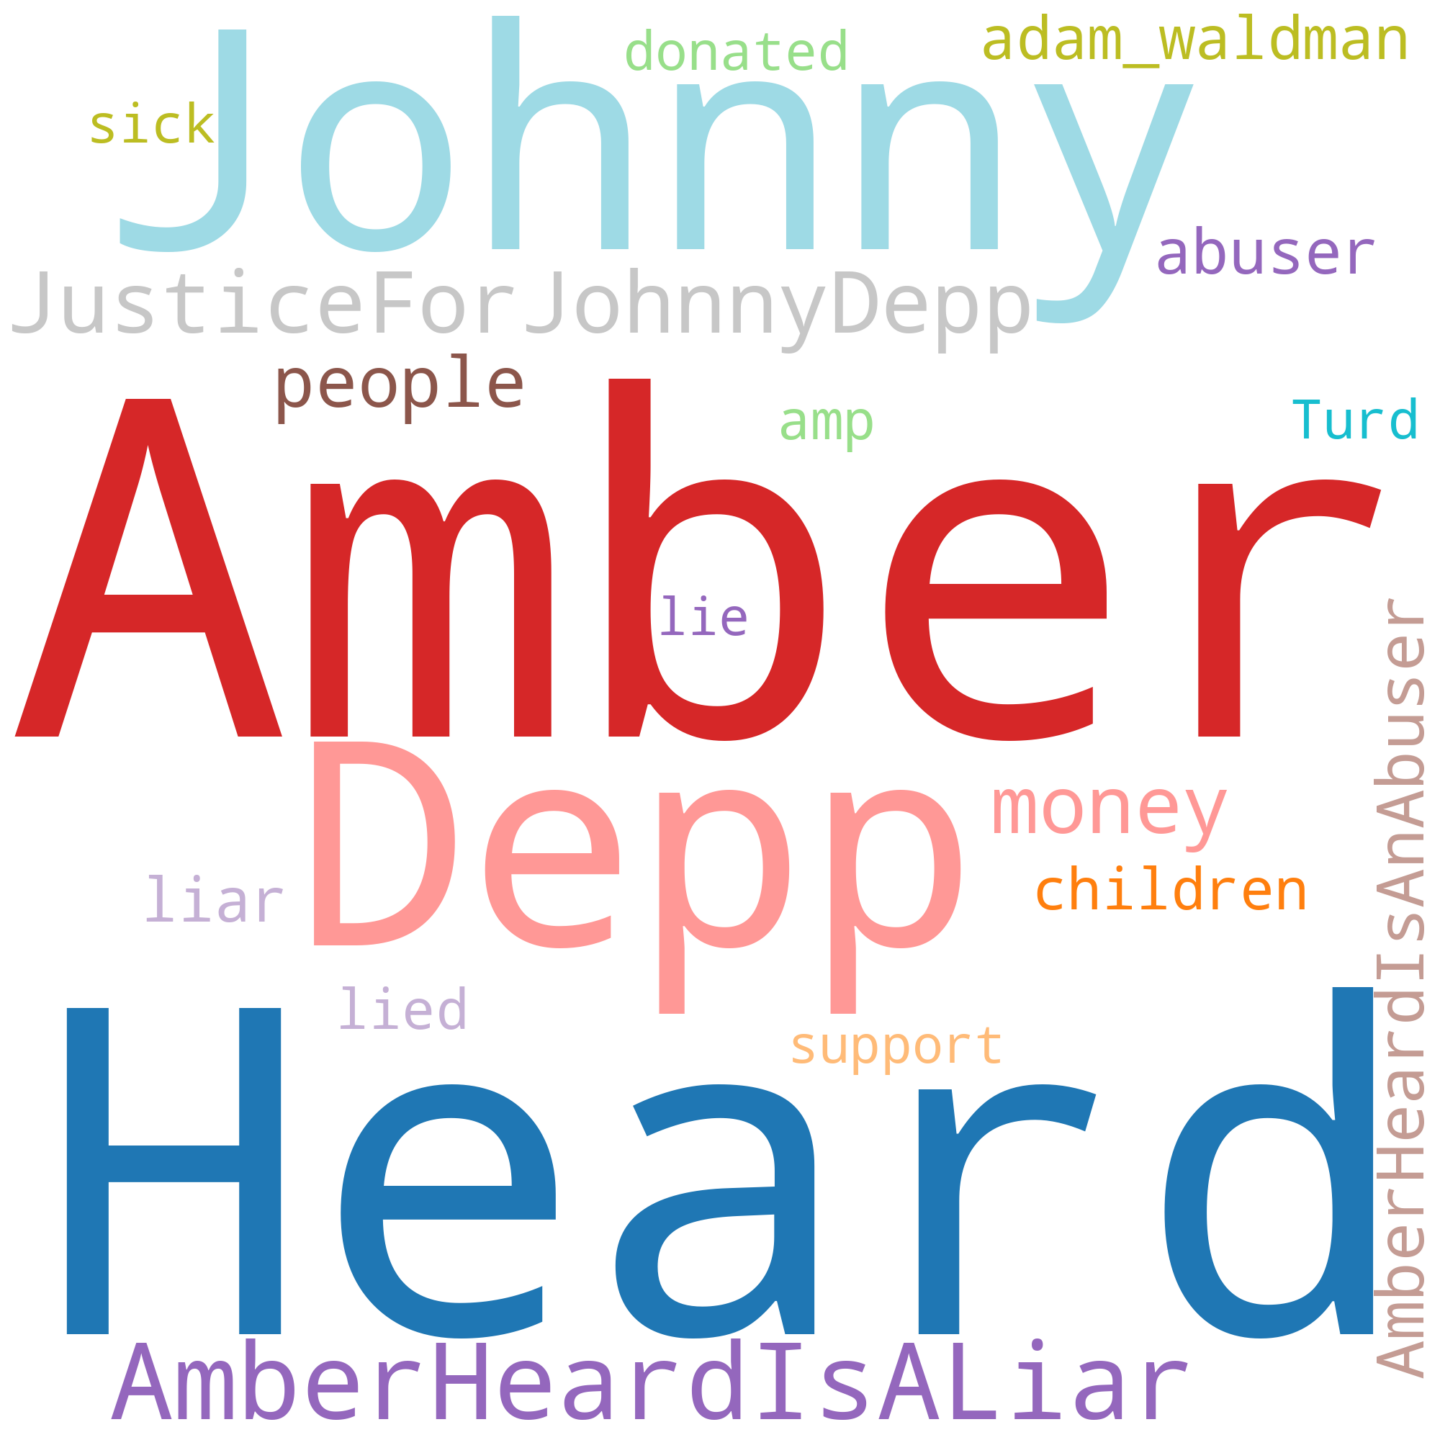 Johnny
donated
adam_waldman
sick
abuser
JusticeForJohnnyDepp
people
amp
Turd
Amber
lie
Depp
money
children
liar
AmberHeardIsAnAbuser
lied
support
Heard
AmberHeardIsALiar